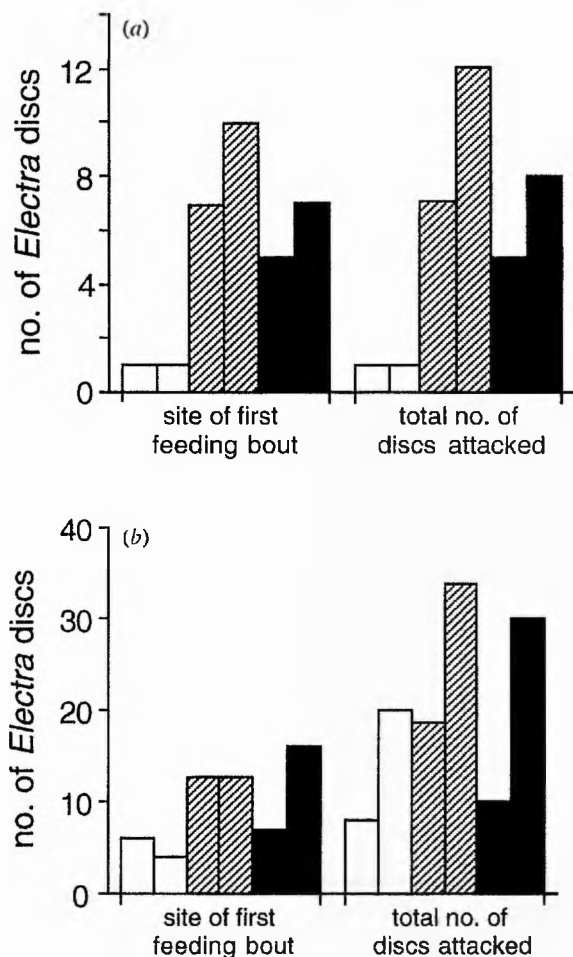 (a)
no. of Electra discs
12
8
4
0
site of first
feeding bout
total no. of
discs attacked
(b)
no. of Electra discs
40
30
20
10
0
site of first
feeding bout
total no. of
discs attacked